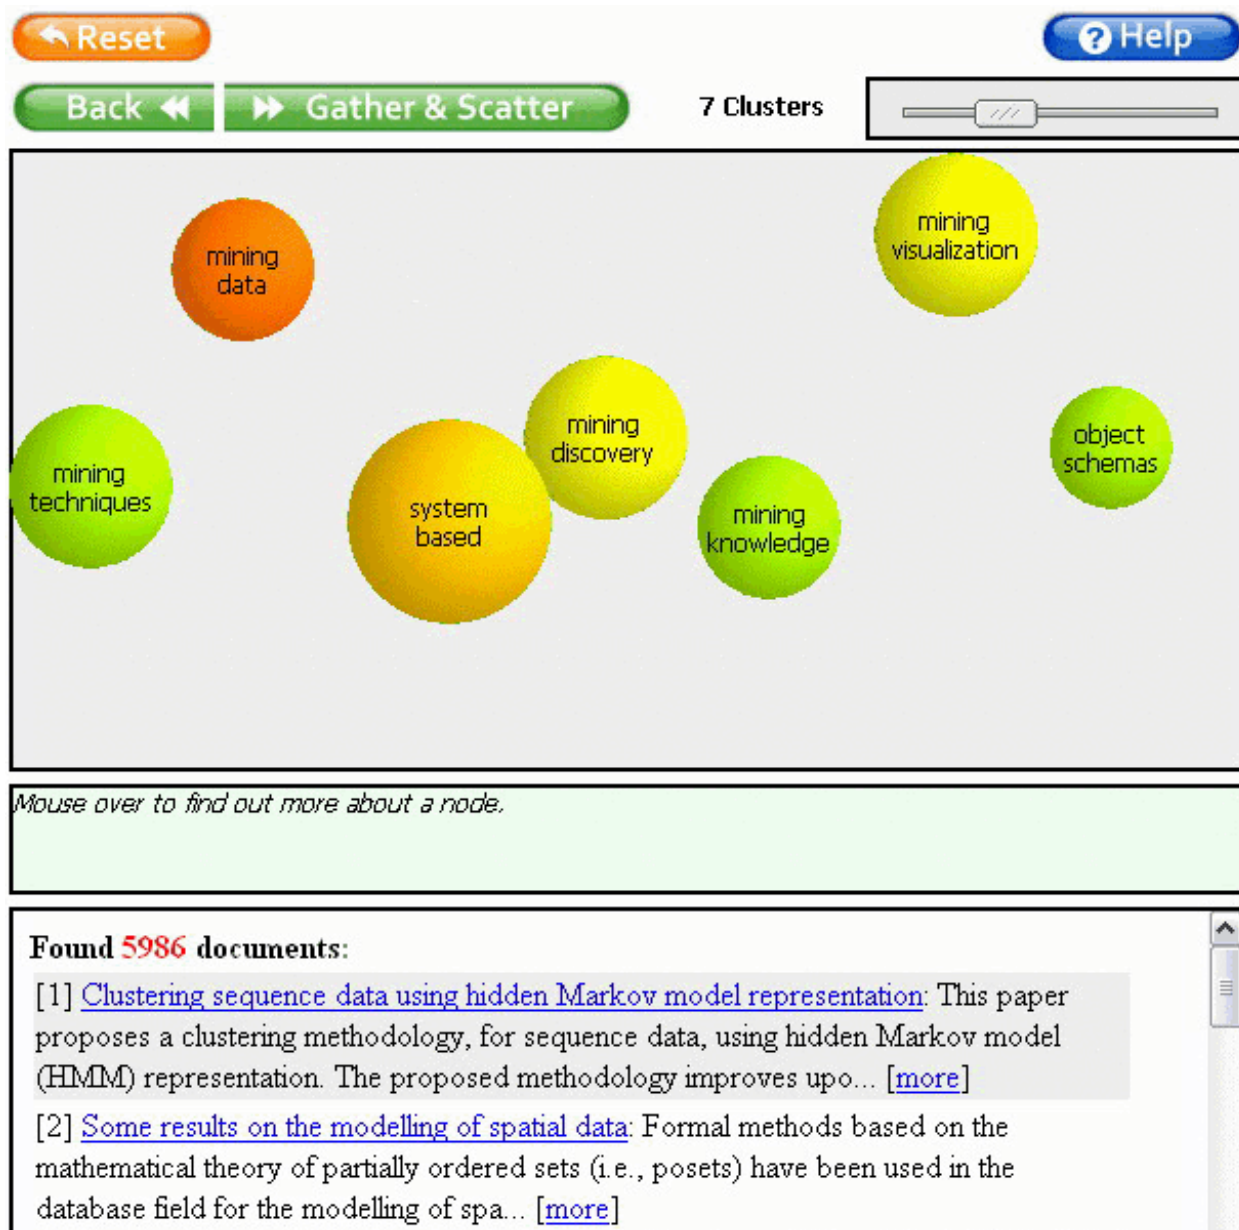 Reset
? Help
Back
Gather & Scatter
7 Clusters
mining
data
mining
visualization
mining
techniques
system
based
mining
discovery
mining
knowledge
object
schemas
Mouse over to find out more about a node.
Found 5986 documents:
[1] Clustering sequence data using hidden Markov model representation: This paper
proposes a clustering methodology, for sequence data, using hidden Markov model
(HMM) representation. The proposed methodology improves upo... [more]
[2] Some results on the modelling of spatial data: Formal methods based on the
mathematical theory of partially ordered sets (i.e., posets) have been used in the
database field for the modelling of spa... [more]